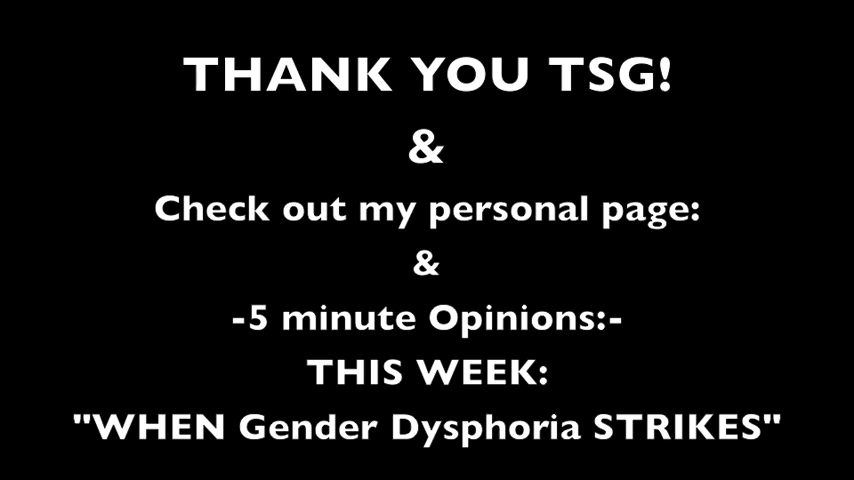 THANK YOU TSG!
&
Check out my personal page:
&
-5 minute Opinions:-
THIS WEEK:
"WHEN Gender Dysphoria STRIKES"